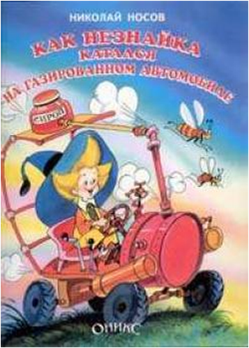 НИКОЛАЙ НОСОВ
КАК НЕЗНАЙКА
КАТАЛСЯ
НА ГАЗИРОВАННОМ АВТОМОБИЛЕ
СИРОП
ОНИКС